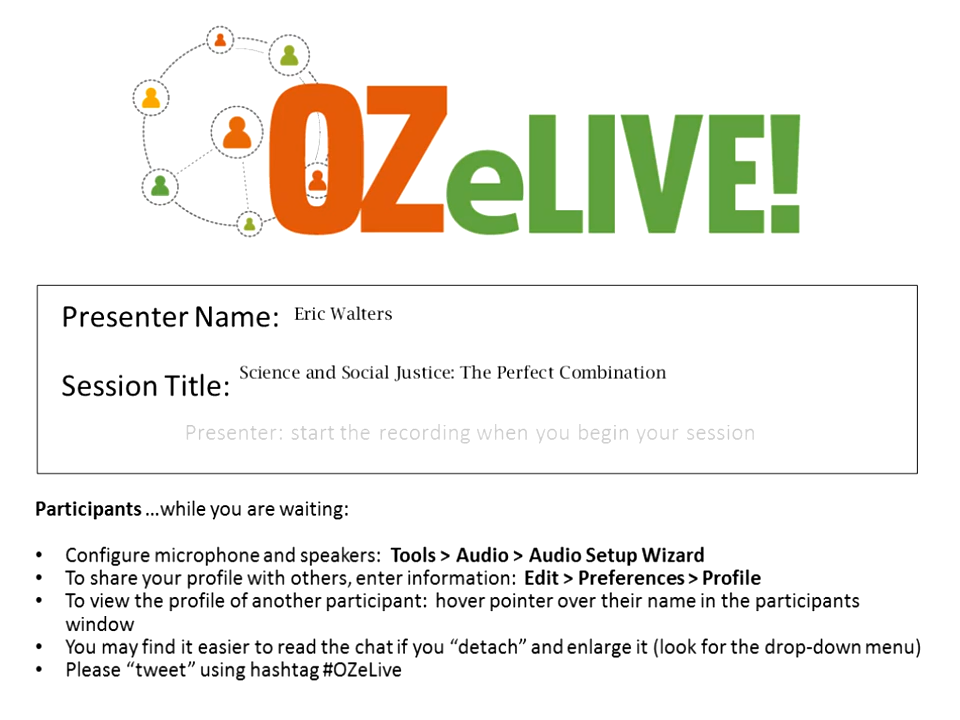 OZeLIVE!
Presenter Name: Eric Walters
Session Title: Science and Social Justice: The Perfect Combination
Presenter: start the recording when you begin your session
Participants ...while you are waiting:
• Configure microphone and speakers: Tools > Audio > Audio Setup Wizard
• To share your profile with others, enter information: Edit > Preferences > Profile
• To view the profile of another participant: hover pointer over their name in the participants
window
• You may find it easier to read the chat if you “detach” and enlarge it (look for the drop-down menu)
• Please “tweet” using hashtag #OZeLive